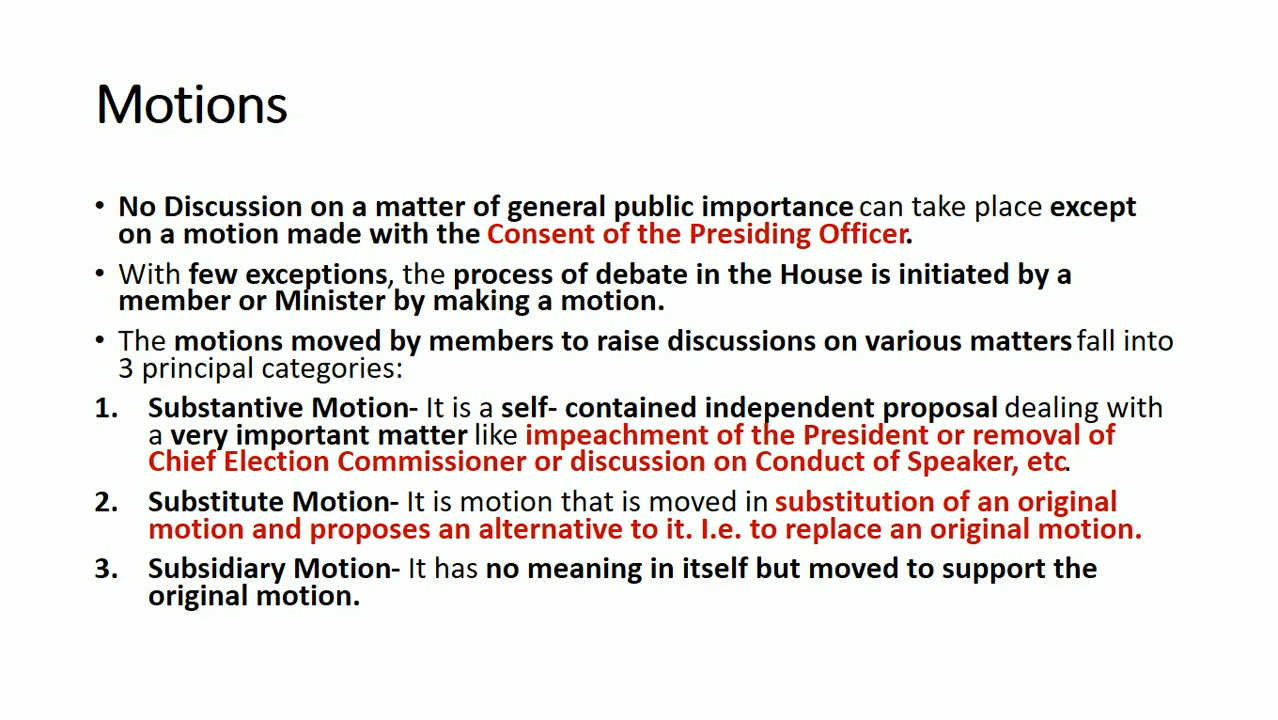 Motions
• No Discussion on a matter of general public importance can take place except
on a motion made with the Consent of the Presiding Officer.
• With few exceptions, the process of debate in the House is initiated by a
member or Minister by making a motion.
• The motions moved by members to raise discussions on various matters fall into
3 principal categories:
1. Substantive Motion- It is a self- contained independent proposal dealing with
a very important matter like impeachment of the President or removal of
Chief Election Commissioner or discussion on Conduct of Speaker, etc.
2. Substitute Motion- It is motion that is moved in substitution of an original
motion and proposes an alternative to it. I.e. to replace an original motion.
3. Subsidiary Motion- It has no meaning in itself but moved to support the
original motion.